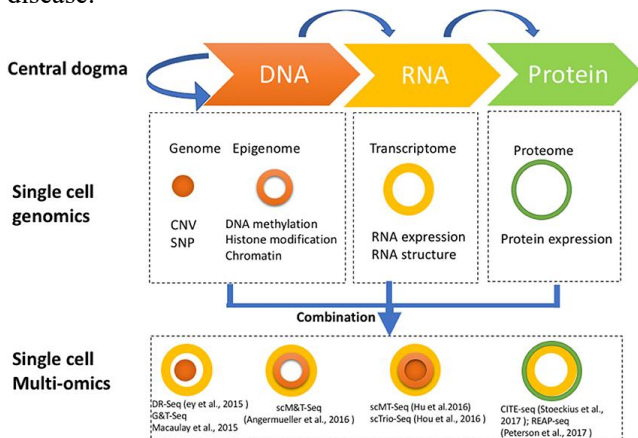 disease.
Central dogma
DNA
RNA
Protein
Single cell
genomics
Genome
Epigenome
CNV
SNP
DNA methylation
Histone modification
Chromatin
Transcriptome
RNA expression
RNA structure
Proteome
Protein expression
Combination
Single cell
Multi-omics
DR-Seq (ey et al., 2015 )
G&T-Seq
Macaulay et al., 2015
scM&T-Seq
(Angermueller et al., 2016 )
scMT-Seq (Hu et al.2016)
scTrio-Seq (Hou et al., 2016 )
CITE-seq (Stoeckius et al.,
2017 ); REAP-seq
(Peterson et al., 2017 )